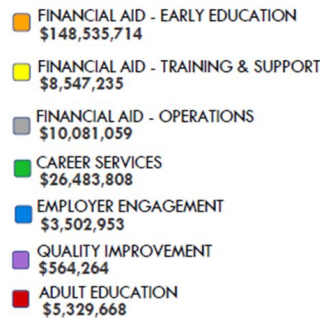 FINANCIAL AID - EARLY EDUCATION
$148,535,714
FINANCIAL AID - TRAINING & SUPPORT
$8,547,235
FINANCIAL AID - OPERATIONS
$10,081,059
CAREER SERVICES
$26,483,808
EMPLOYER ENGAGEMENT
$3,502,953
QUALITY IMPROVEMENT
$564,264
ADULT EDUCATION
$5,329,668